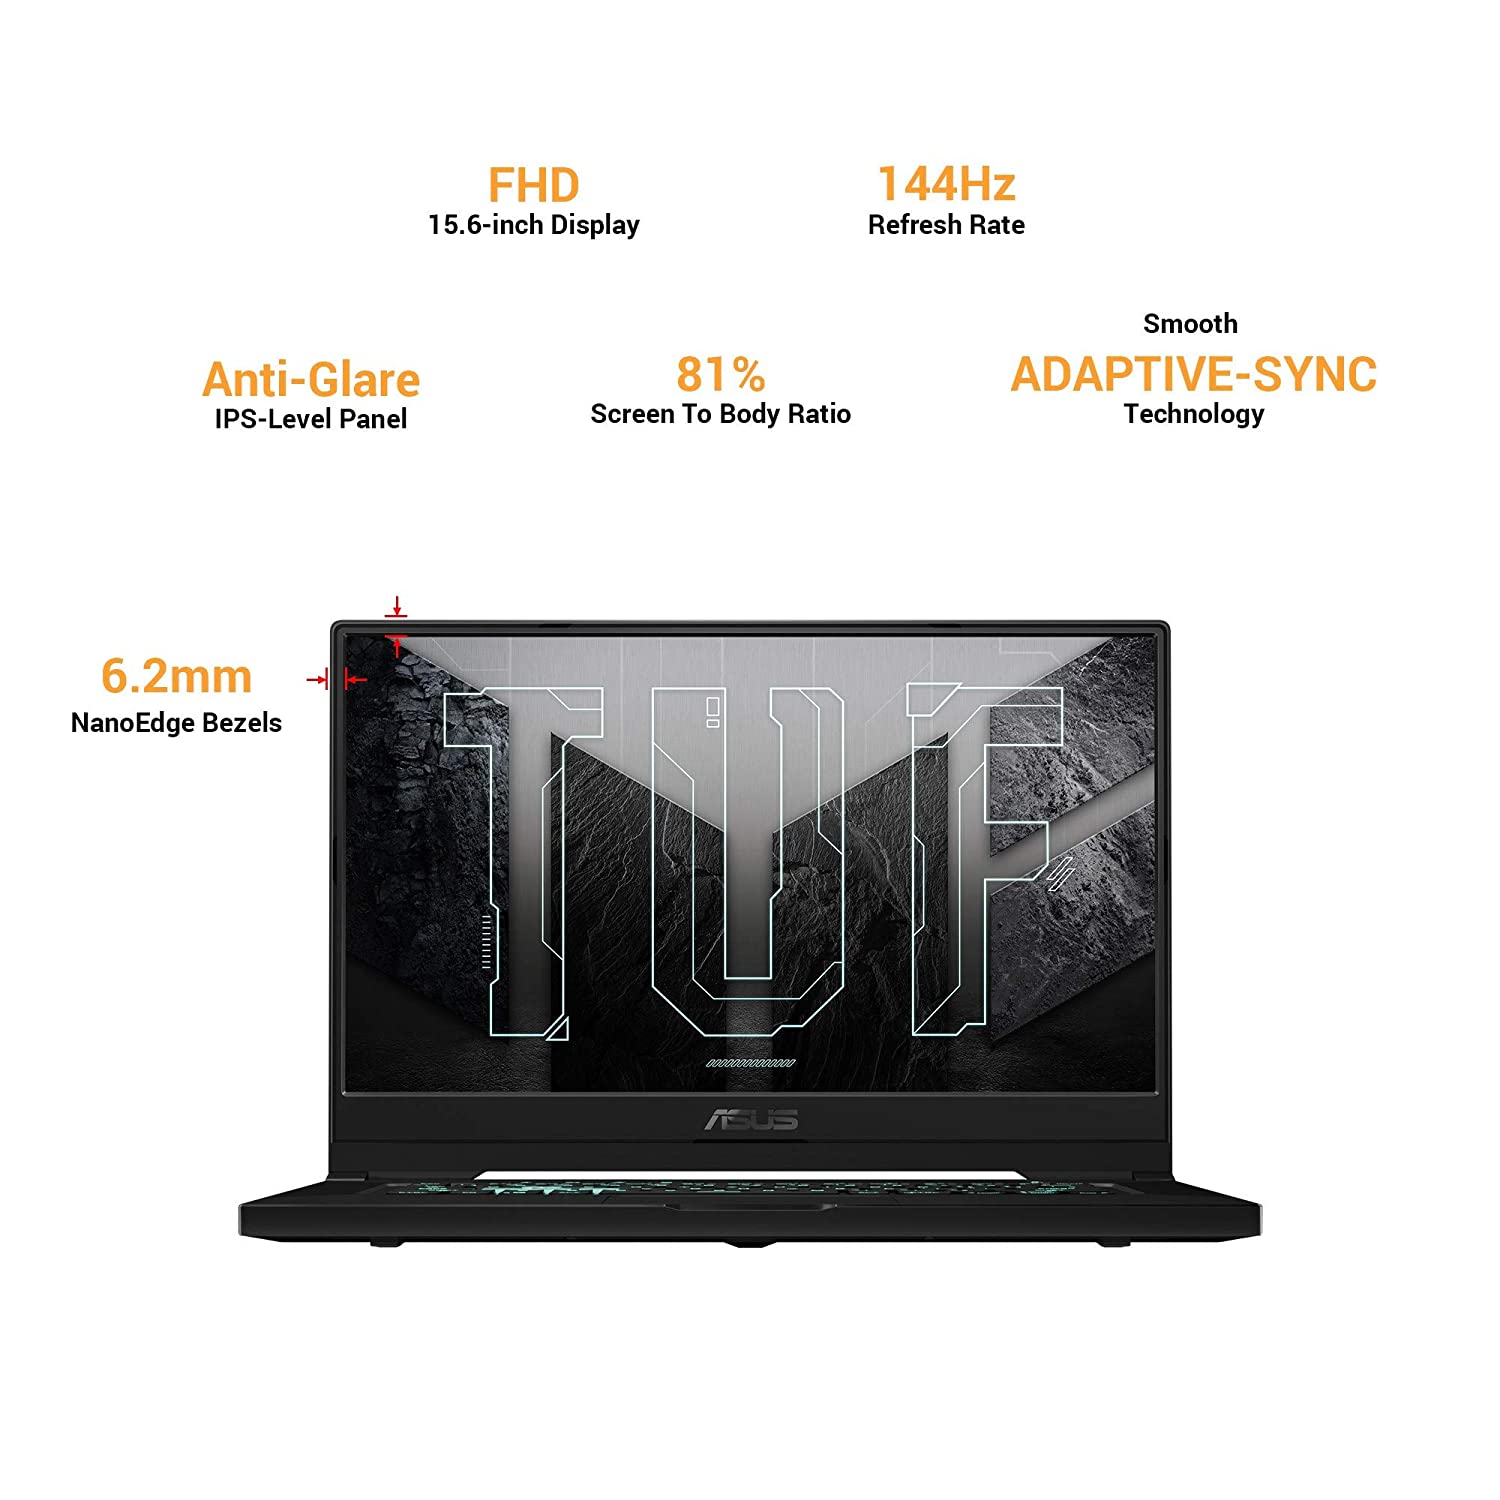 FHD
15.6-inch Display
144Hz
Refresh Rate
Anti-Glare
IPS-Level Panel
81%
Screen To Body Ratio
Smooth
ADAPTIVE-SYNC
Technology
6.2mm
NanoEdge Bezels
TUF
ASUS